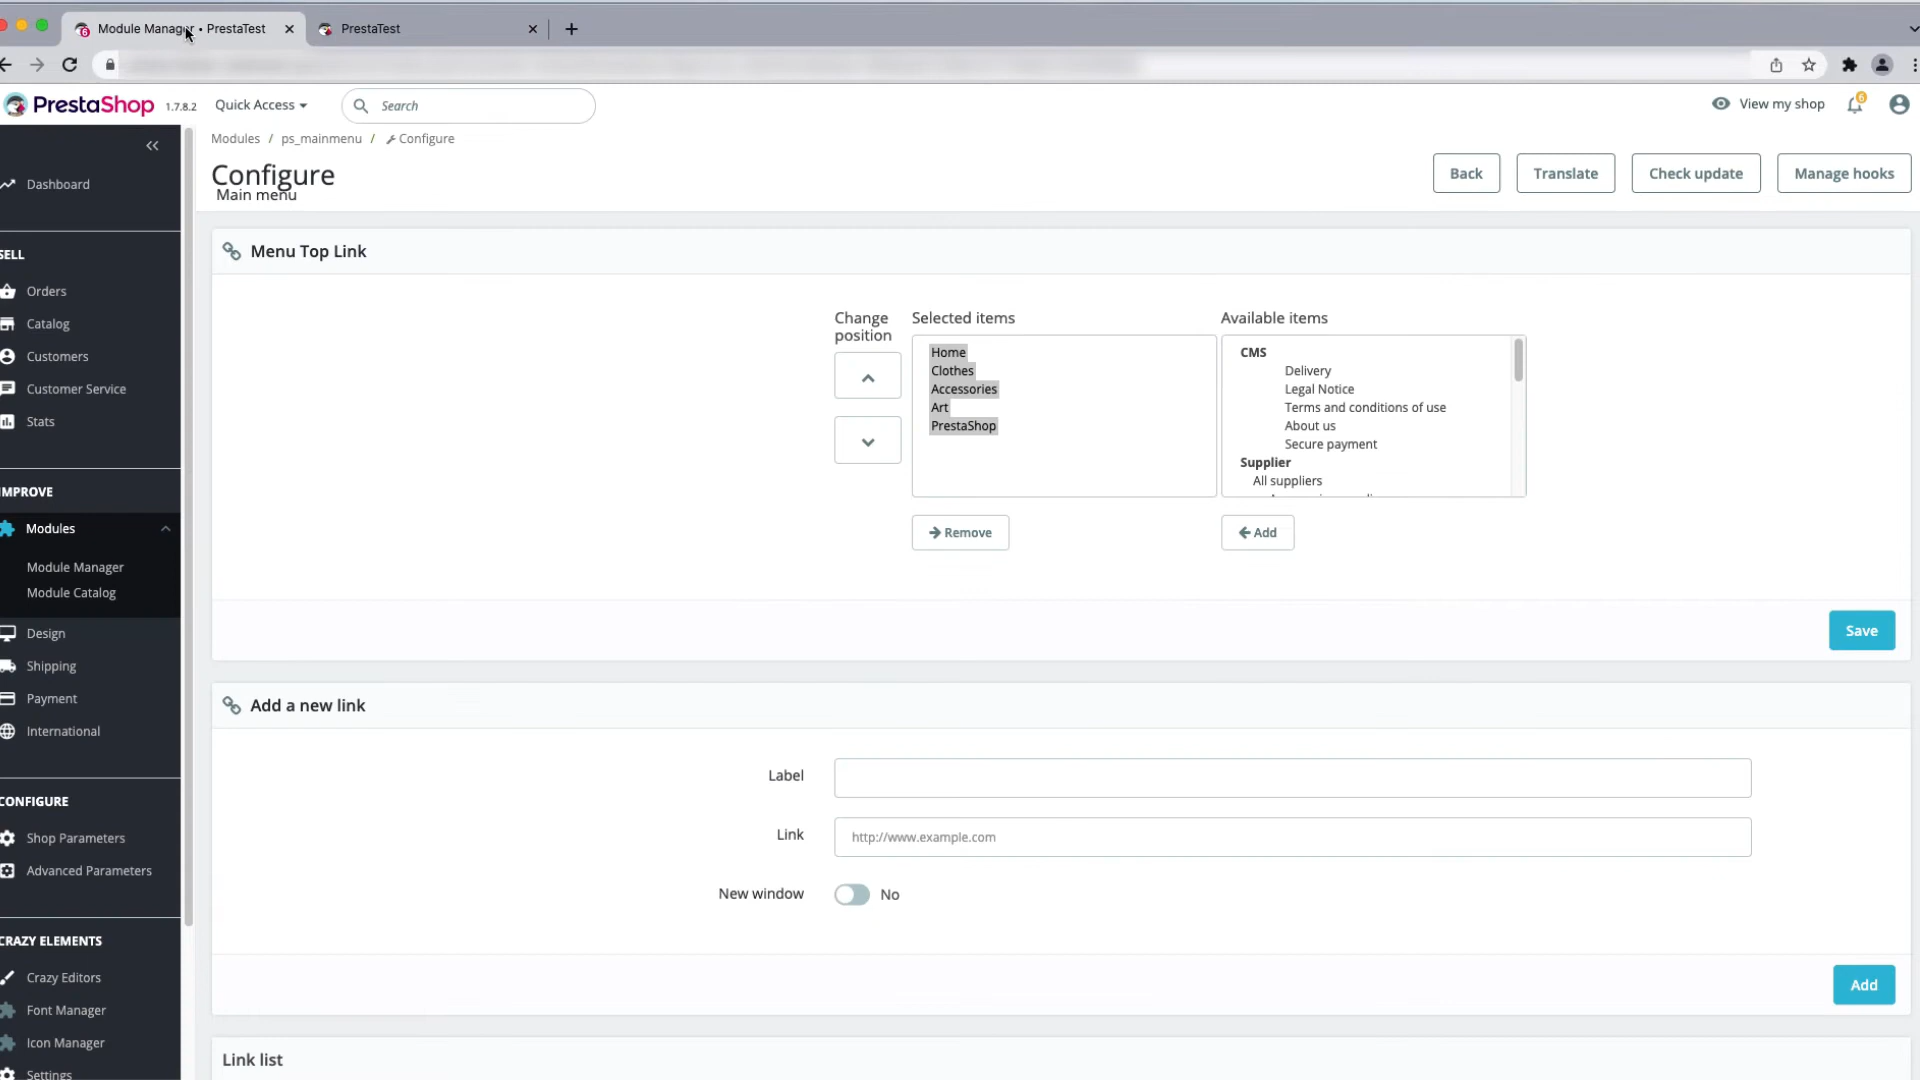 Module Manager • PrestaTest
PrestaTest
PrestaShop 1.7.8.2 Quick Access Search View my shop 6
Modules / ps_mainmenu / Configure
Configure
Main menu
Back Translate Check update Manage hooks
Dashboard
SELL
Orders
Catalog
Customers
Customer Service
Stats
IMPROVE
Modules
Module Manager
Module Catalog
Design
Shipping
Payment
International
CONFIGURE
Shop Parameters
Advanced Parameters
CRAZY ELEMENTS
Crazy Editors
Font Manager
Icon Manager
Settings
Menu Top Link
Change
position
Selected items
Home
Clothes
Accessories
Art
PrestaShop
Remove
Available items
CMS
Delivery
Legal Notice
Terms and conditions of use
About us
Secure payment
Supplier
All suppliers
Add
Save
Add a new link
Label
Link http://www.example.com
New window No
Add
Link list